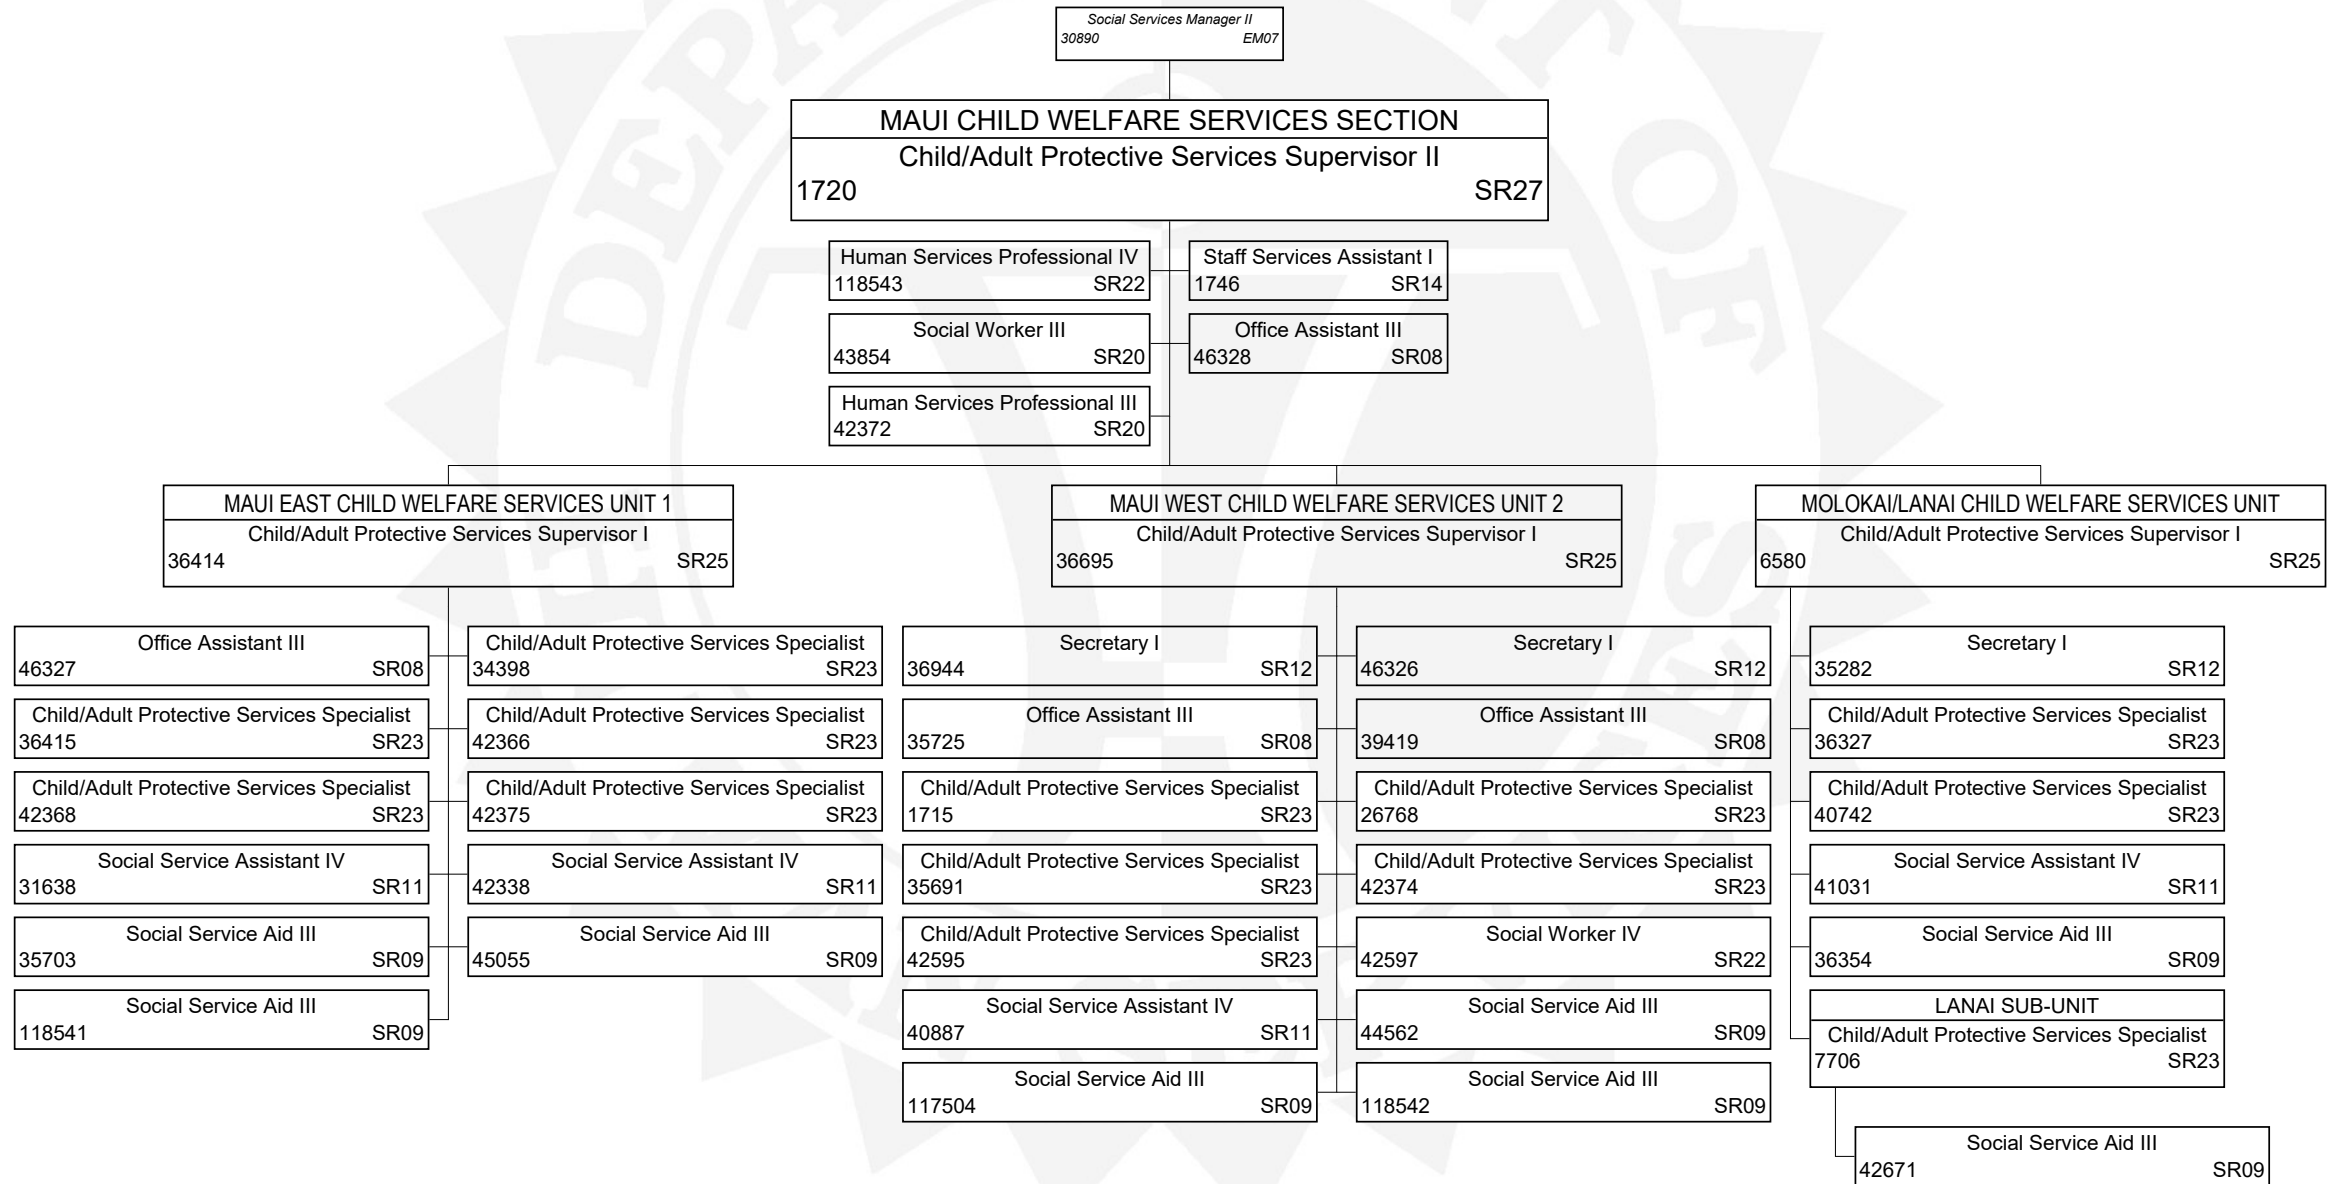 Social Services Manager II
30890 EM07
MAUI CHILD WELFARE SERVICES SECTION
Child/Adult Protective Services Supervisor II
1720 SR27
Human Services Professional IV
118543 SR22
Staff Services Assistant I
1746 SR14
Social Worker III
43854 SR20
Office Assistant III
46328 SR08
Human Services Professional III
42372 SR20
MAUI EAST CHILD WELFARE SERVICES UNIT 1
Child/Adult Protective Services Supervisor I
36414 SR25
Office Assistant III
46327 SR08
Child/Adult Protective Services Specialist
34398 SR23
Child/Adult Protective Services Specialist
36415 SR23
Child/Adult Protective Services Specialist
42366 SR23
Child/Adult Protective Services Specialist
42368 SR23
Child/Adult Protective Services Specialist
42375 SR23
Social Service Assistant IV
31638 SR11
Social Service Assistant IV
42338 SR11
Social Service Aid III
35703 SR09
Social Service Aid III
45055 SR09
Social Service Aid III
118541 SR09
MAUI WEST CHILD WELFARE SERVICES UNIT 2
Child/Adult Protective Services Supervisor I
36695 SR25
Secretary I
36944 SR12
Secretary I
46326 SR12
Office Assistant III
35725 SR08
Office Assistant III
39419 SR08
Child/Adult Protective Services Specialist
1715 SR23
Child/Adult Protective Services Specialist
26768 SR23
Child/Adult Protective Services Specialist
35691 SR23
Child/Adult Protective Services Specialist
42374 SR23
Child/Adult Protective Services Specialist
42595 SR23
Social Worker IV
42597 SR22
Social Service Assistant IV
40887 SR11
Social Service Aid III
44562 SR09
Social Service Aid III
117504 SR09
Social Service Aid III
118542 SR09
MOLOKAI/LANAI CHILD WELFARE SERVICES UNIT
Child/Adult Protective Services Supervisor I
6580 SR25
Secretary I
35282 SR12
Child/Adult Protective Services Specialist
36327 SR23
Child/Adult Protective Services Specialist
40742 SR23
Social Service Assistant IV
41031 SR11
Social Service Aid III
36354 SR09
LANAI SUB-UNIT
Child/Adult Protective Services Specialist
7706 SR23
Social Service Aid III
42671 SR09